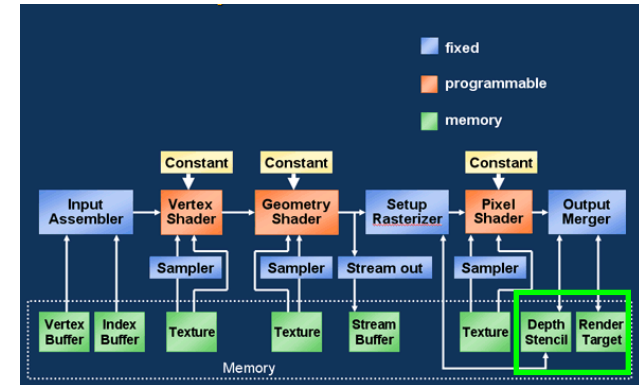 fixed
programmable
memory
Constant
Constant
Constant
Input
Assembler
Vertex
Shader
Geometry
Shader
Setup
Rasterizer
Pixel
Shader
Output
Merger
Sampler
Sampler
Stream out
Sampler
Vertex
Buffer
Index
Buffer
Texture
Texture
Stream
Buffer
Texture
Depth
Stencil
Render
Target
Memory